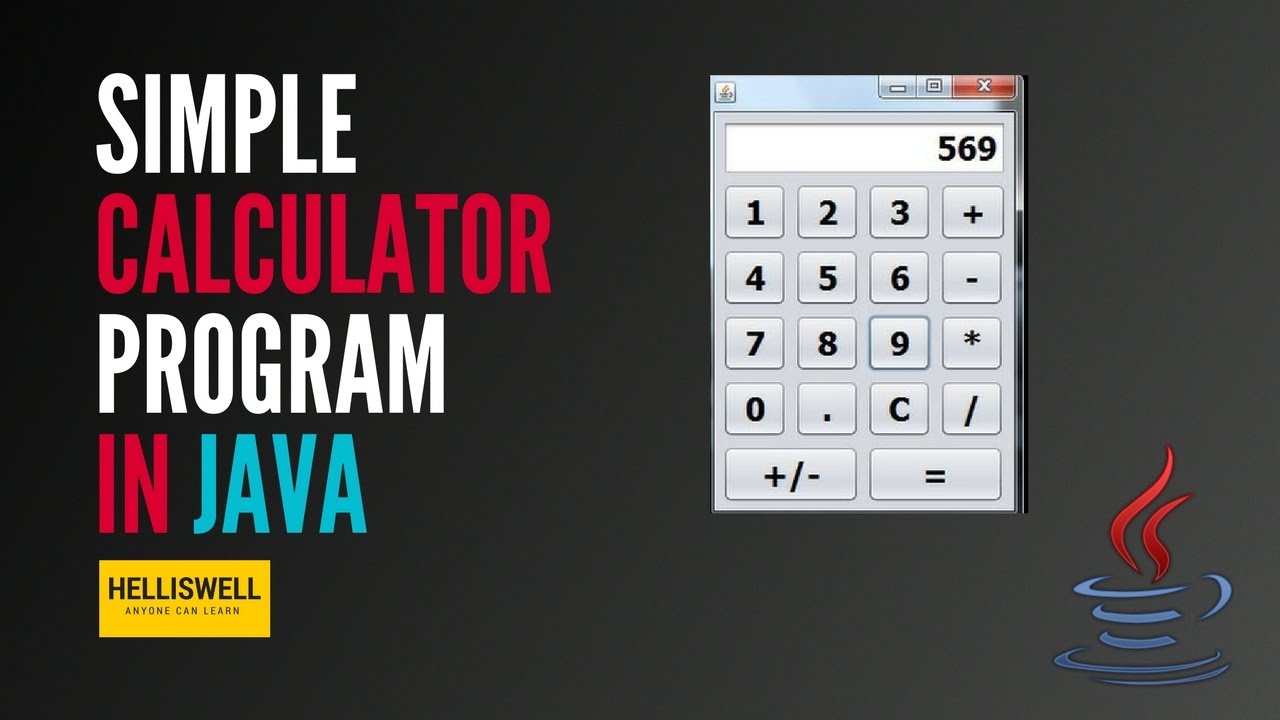 SIMPLE
CALCULATOR
PROGRAM
IN JAVA
HELLISWELL
ANYONE CAN LEARN
569
1 2 3 +
4 5 6 -
7 8 9 *
0 . C /
+/- =